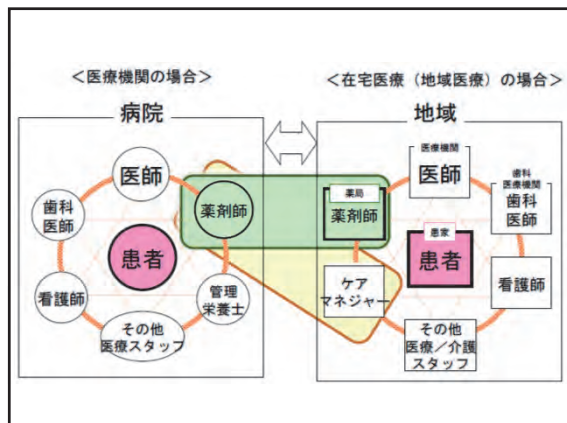 ＜医療機関の場合＞
病院
医師
歯科
医師
薬剤師
患者
看護師
管理
栄養士
その他
医療スタッフ
＜在宅医療（地域医療）の場合＞
地域
医療機関
医師
歯科
医療機関
歯科
医師
薬局
薬剤師
患家
患者
ケア
マネジャー
看護師
その他
医療／介護
スタッフ